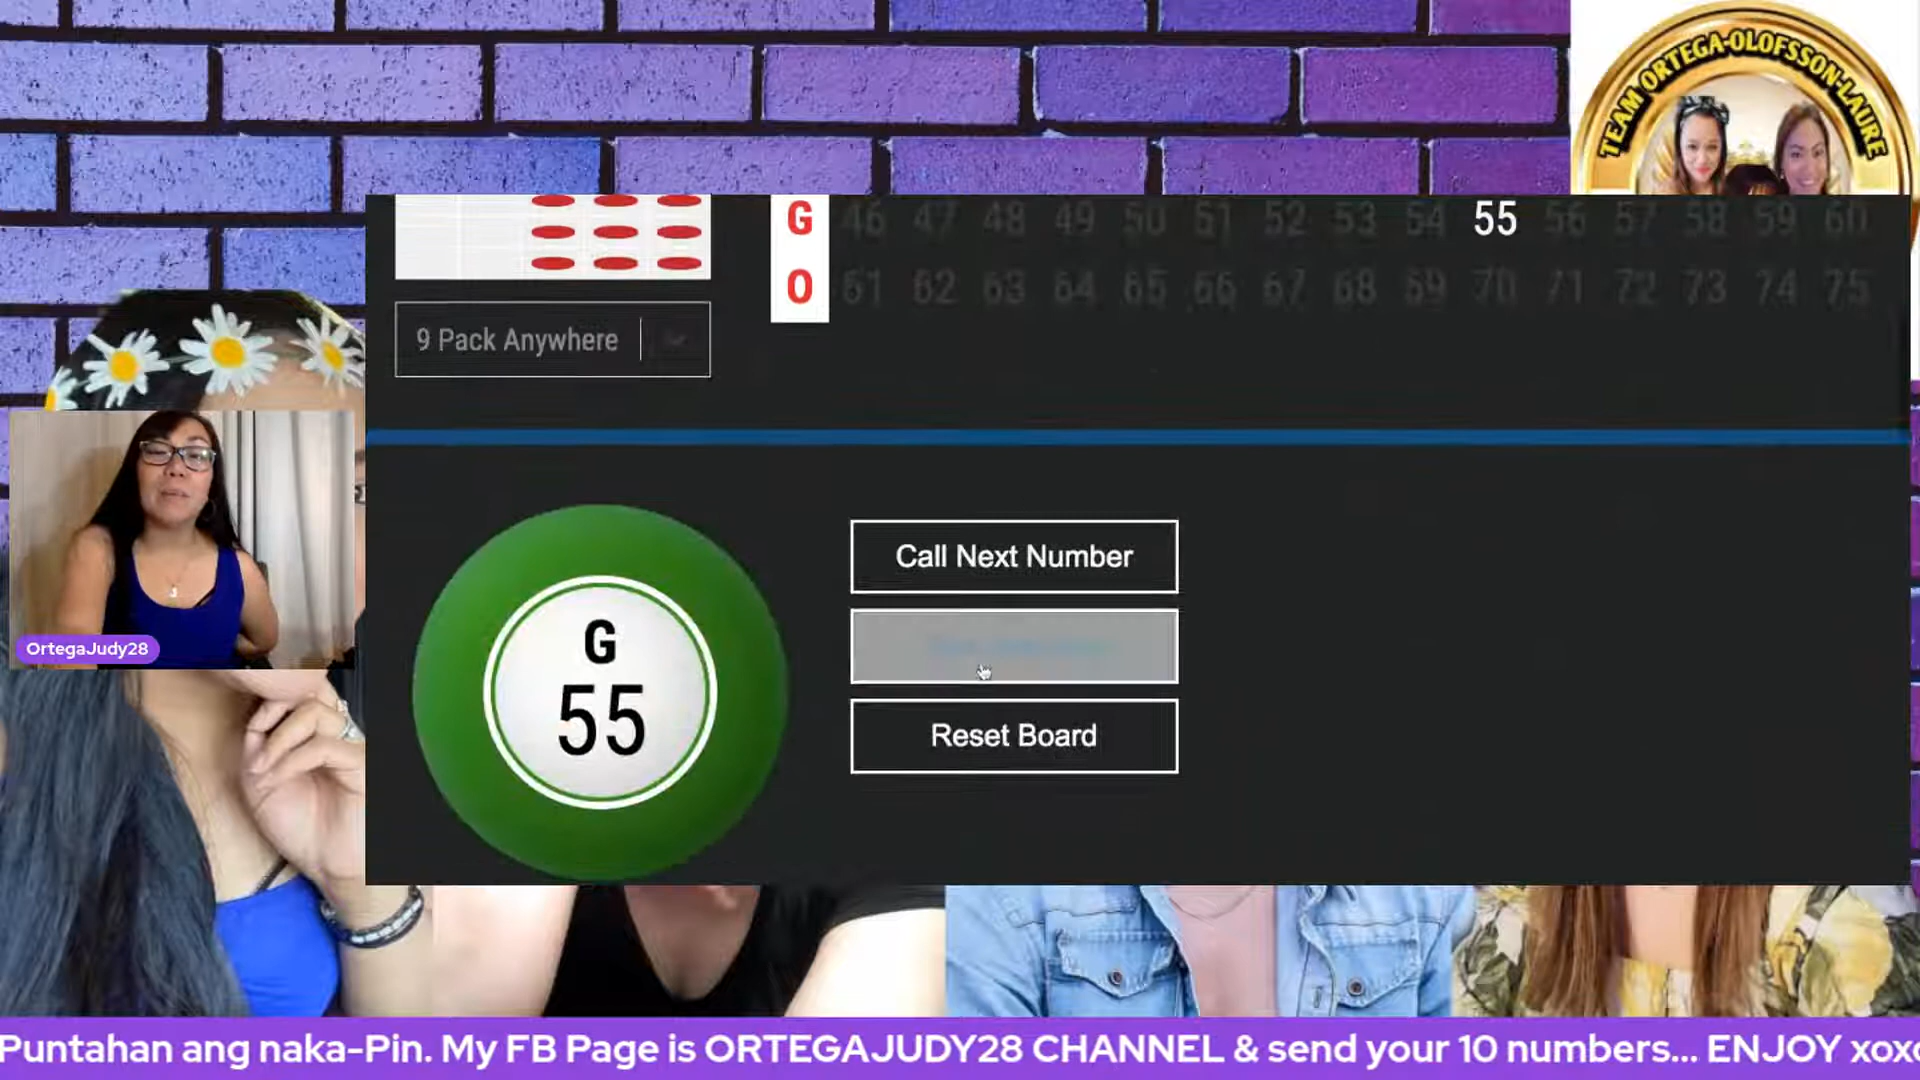 TEAM ORTEGA-OLOFSSON-LAURE
G 46 47 48 49 50 51 52 53 54 55 56 57 58 59 60
O 61 62 63 64 65 66 67 68 69 70 71 72 73 74 75
9 Pack Anywhere
Call Next Number
G
55
Reset Board
OrtegaJudy28
Puntahan ang naka-Pin. My FB Page is ORTEGAJUDY28 CHANNEL & send your 10 numbers... ENJOY xoxo